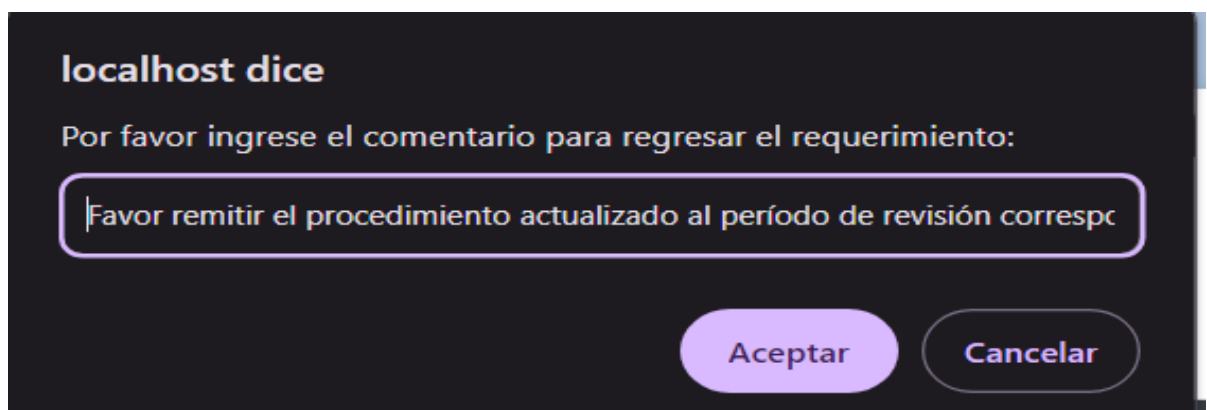 localhost dice
Por favor ingrese el comentario para regresar el requerimiento:
Favor remitir el procedimiento actualizado al período de revisión
Aceptar
Cancelar